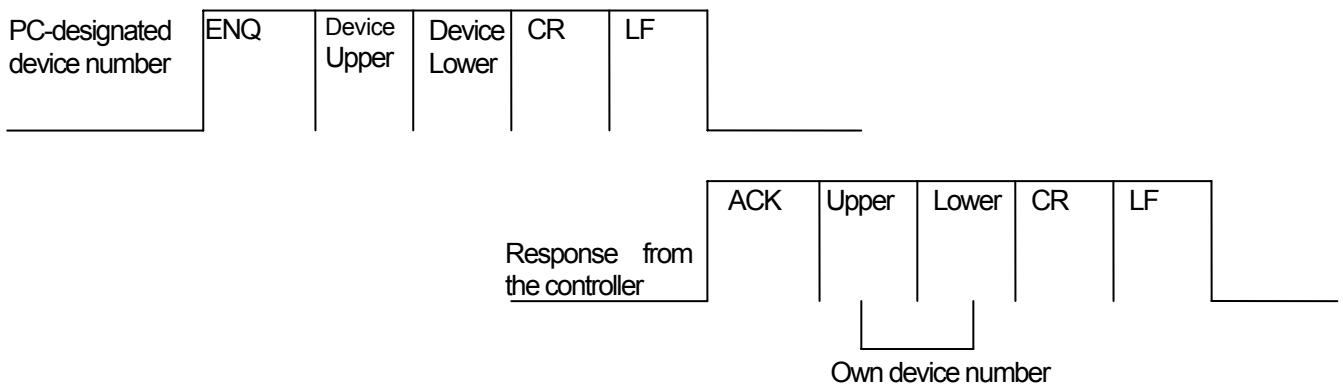 PC-designated
device number
ENQ
Device
Upper
Device
Lower
CR
LF
ACK
Upper
Lower
CR
LF
Response from
the controller
Own device number